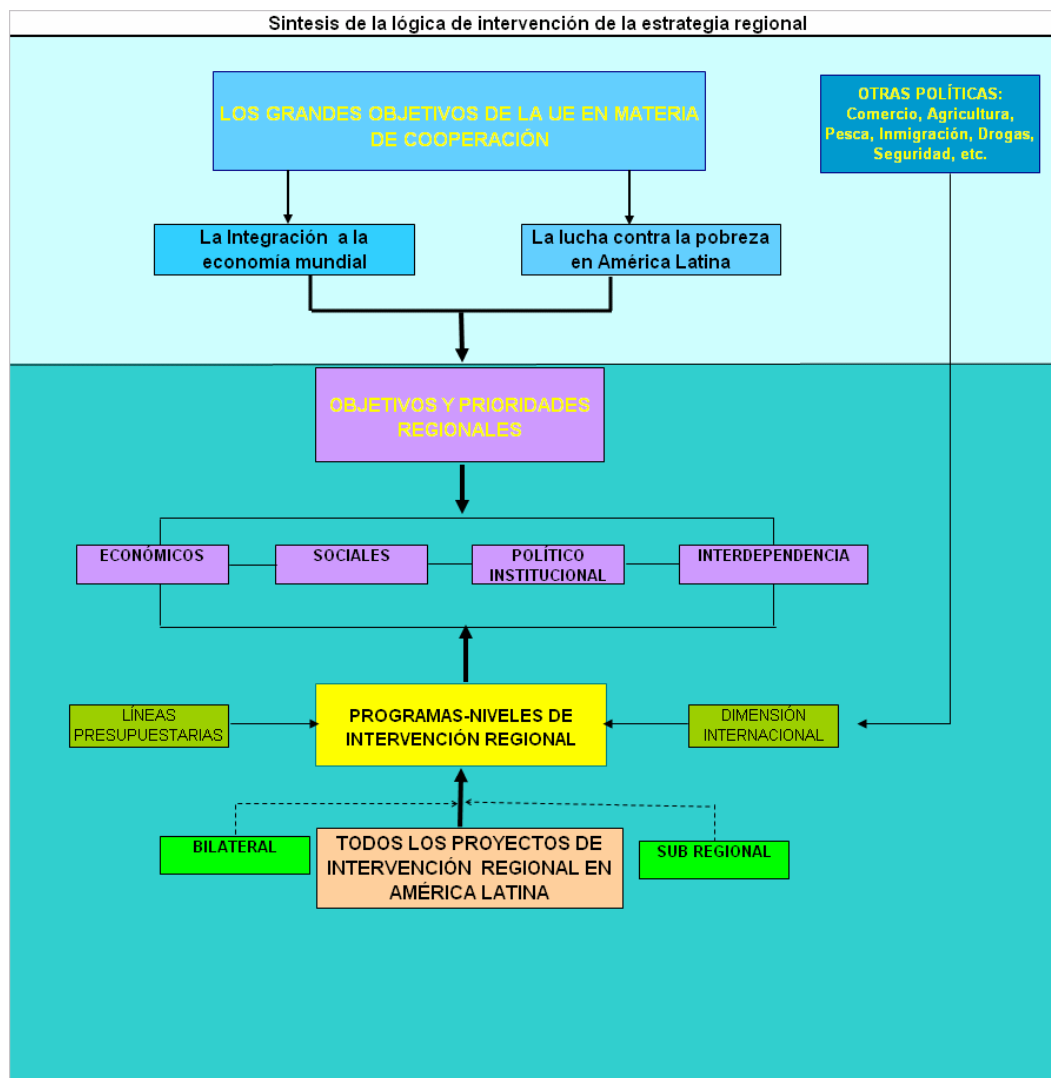 Síntesis de la lógica de intervención de la estrategia regional
LOS GRANDES OBJETIVOS DE LA UE EN MATERIA
DE COOPERACIÓN
OTRAS POLÍTICAS:
Comercio, Agricultura,
Pesca, Inmigración, Drogas,
Seguridad, etc.
La Integración a la
economía mundial
La lucha contra la pobreza
en América Latina
OBJETIVOS Y PRIORIDADES
REGIONALES
ECONÓMICOS
SOCIALES
POLÍTICO
INSTITUCIONAL
INTERDEPENDENCIA
LÍNEAS
PRESUPUESTARIAS
PROGRAMAS-NIVELES DE
INTERVENCIÓN REGIONAL
DIMENSIÓN
INTERNACIONAL
BILATERAL
TODOS LOS PROYECTOS DE
INTERVENCIÓN REGIONAL EN
AMÉRICA LATINA
SUB REGIONAL